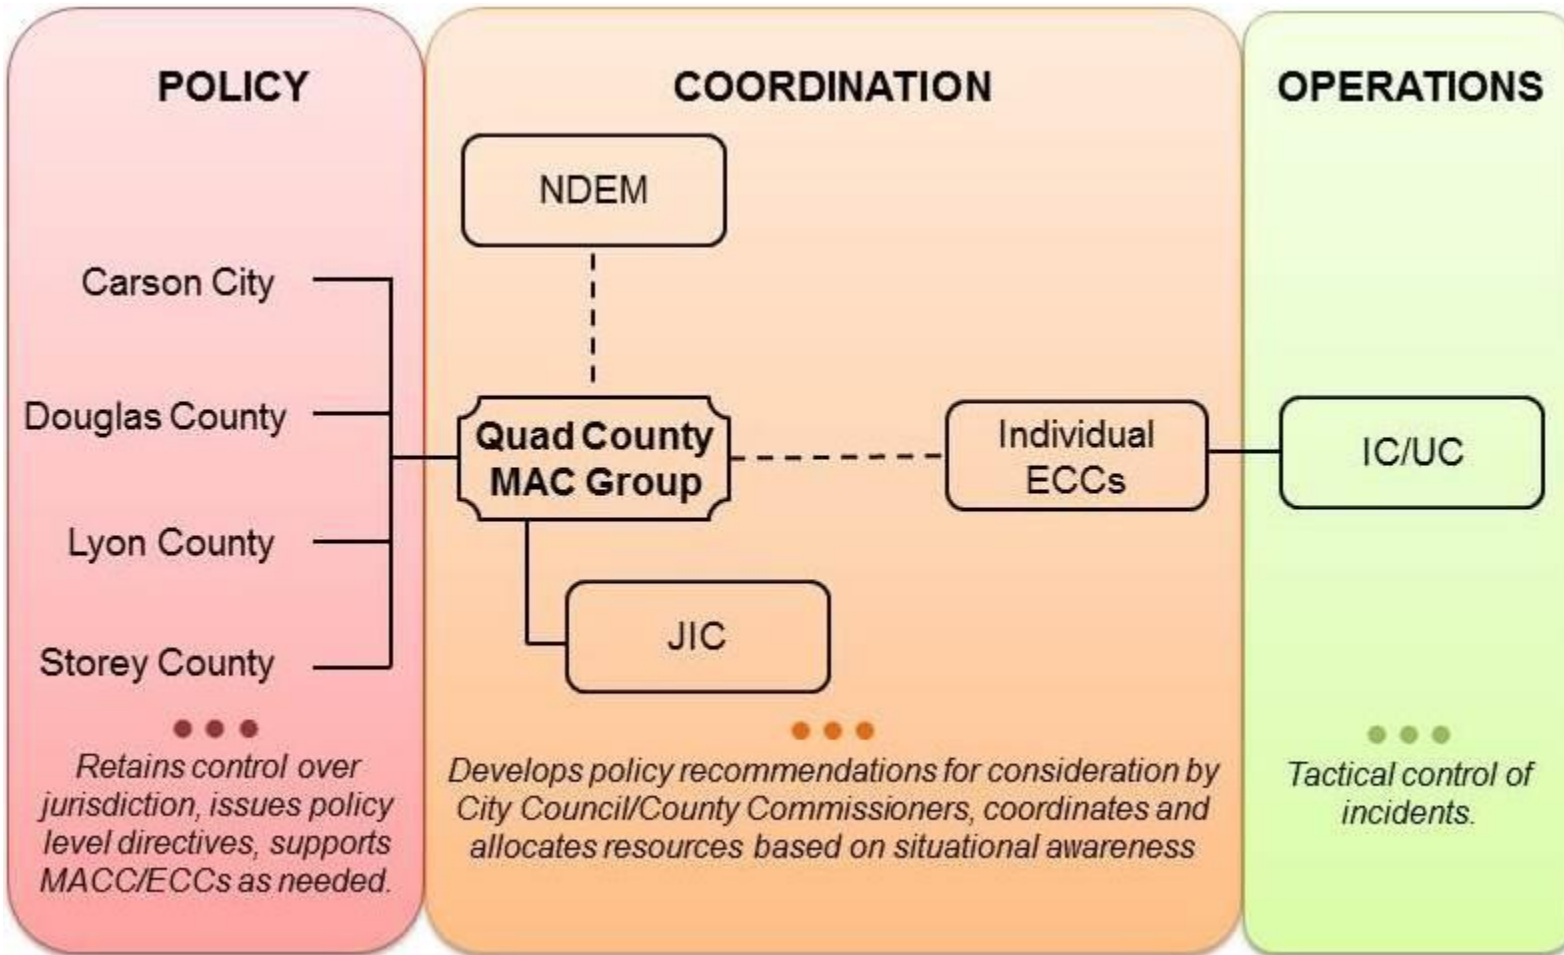 POLICY
Carson City
Douglas County
Lyon County
Storey County
Retains control over
jurisdiction, issues policy
level directives, supports
MACC/ECCs as needed.
COORDINATION
NDEM
Quad County
MAC Group
Individual
ECCs
JIC
Develops policy recommendations for consideration by
City Council/County Commissioners, coordinates and
allocates resources based on situational awareness
OPERATIONS
IC/UC
Tactical control of
incidents.